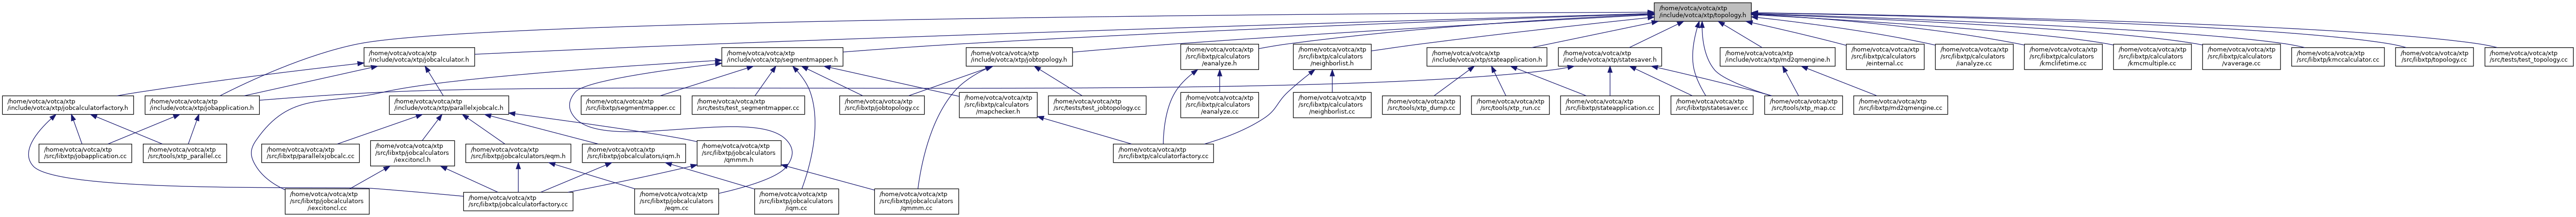 /home/votca/votca/xtp
/include/votca/xtp/topology.h
/home/votca/votca/xtp
/include/votca/xtp/jobcalculator.h
/home/votca/votca/xtp
/include/votca/xtp/segmentmapper.h
/home/votca/votca/xtp
/include/votca/xtp/jobtopology.h
/home/votca/votca/xtp
/src/libxtp/calculators
/eanalyze.h
/home/votca/votca/xtp
/src/libxtp/calculators
/neighborlist.h
/home/votca/votca/xtp
/include/votca/xtp/stateapplication.h
/home/votca/votca/xtp
/include/votca/xtp/statesaver.h
/home/votca/votca/xtp
/include/votca/xtp/md2qmengine.h
/home/votca/votca/xtp
/src/libxtp/calculators
/einternal.cc
/home/votca/votca/xtp
/src/libxtp/calculators
/ianalyze.cc
/home/votca/votca/xtp
/src/libxtp/calculators
/kmclifetime.cc
/home/votca/votca/xtp
/src/libxtp/calculators
/kmcmultiple.cc
/home/votca/votca/xtp
/src/libxtp/calculators
/vaverage.cc
/home/votca/votca/xtp
/src/libxtp/kmccalculator.cc
/home/votca/votca/xtp
/src/libxtp/topology.cc
/home/votca/votca/xtp
/src/tests/test_topology.cc
/home/votca/votca/xtp
/include/votca/xtp/jobcalculatorfactory.h
/home/votca/votca/xtp
/include/votca/xtp/jobapplication.h
/home/votca/votca/xtp
/include/votca/xtp/parallelxjobcalc.h
/home/votca/votca/xtp
/src/libxtp/segmentmapper.cc
/home/votca/votca/xtp
/src/tests/test_segmentmapper.cc
/home/votca/votca/xtp
/src/libxtp/jobtopology.cc
/home/votca/votca/xtp
/src/libxtp/calculators
/mapchecker.h
/home/votca/votca/xtp
/src/tests/test_jobtopology.cc
/home/votca/votca/xtp
/src/libxtp/calculators
/eanalyze.cc
/home/votca/votca/xtp
/src/libxtp/calculators
/neighborlist.cc
/home/votca/votca/xtp
/src/tools/xtp_dump.cc
/home/votca/votca/xtp
/src/tools/xtp_run.cc
/home/votca/votca/xtp
/src/libxtp/stateapplication.cc
/home/votca/votca/xtp
/src/libxtp/statesaver.cc
/home/votca/votca/xtp
/src/tools/xtp_map.cc
/home/votca/votca/xtp
/src/libxtp/md2qmengine.cc
/home/votca/votca/xtp
/src/libxtp/jobapplication.cc
/home/votca/votca/xtp
/src/tools/xtp_parallel.cc
/home/votca/votca/xtp
/src/libxtp/parallelxjobcalc.cc
/home/votca/votca/xtp
/src/libxtp/jobcalculators
/iexcitoncl.h
/home/votca/votca/xtp
/src/libxtp/jobcalculators/eqm.h
/home/votca/votca/xtp
/src/libxtp/jobcalculators/iqm.h
/home/votca/votca/xtp
/src/libxtp/jobcalculators
/qmmm.h
/home/votca/votca/xtp
/src/libxtp/calculatorfactory.cc
/home/votca/votca/xtp
/src/libxtp/jobcalculators
/iexcitoncl.cc
/home/votca/votca/xtp
/src/libxtp/jobcalculatorfactory.cc
/home/votca/votca/xtp
/src/libxtp/jobcalculators
/eqm.cc
/home/votca/votca/xtp
/src/libxtp/jobcalculators
/iqm.cc
/home/votca/votca/xtp
/src/libxtp/jobcalculators
/qmmm.cc